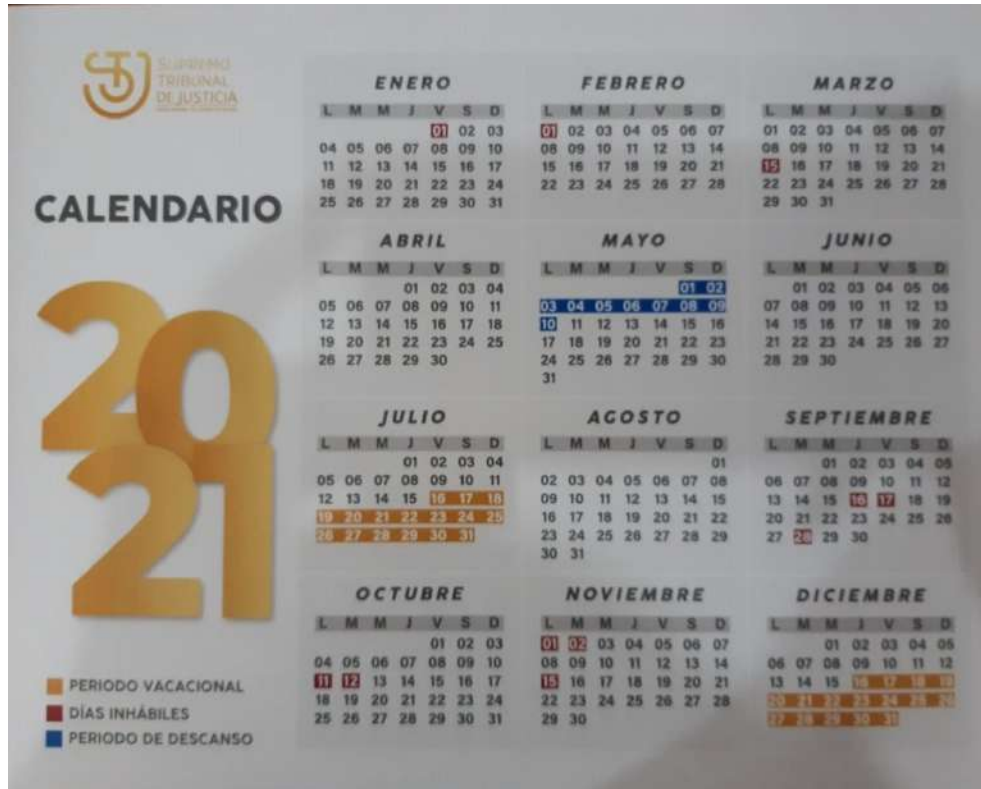 SUPREMO
TRIBUNAL
DE JUSTICIA
CALENDARIO
20
21
PERIODO VACACIONAL
DÍAS INHÁBILES
PERIODO DE DESCANSO
ENERO
L M M J V S D
01 02 03
04 05 06 07 08 09 10
11 12 13 14 15 16 17
18 19 20 21 22 23 24
25 26 27 28 29 30 31
FEBRERO
L M M J V S D
01 02 03 04 05 06 07
08 09 10 11 12 13 14
15 16 17 18 19 20 21
22 23 24 25 26 27 28
MARZO
L M M J V S D
01 02 03 04 05 06 07
08 09 10 11 12 13 14
15 16 17 18 19 20 21
22 23 24 25 26 27 28
29 30 31
ABRIL
L M M J V S D
01 02 03 04
05 06 07 08 09 10 11
12 13 14 15 16 17 18
19 20 21 22 23 24 25
26 27 28 29 30
MAYO
L M M J V S D
01 02
03 04 05 06 07 08 09
10 11 12 13 14 15 16
17 18 19 20 21 22 23
24 25 26 27 28 29 30
31
JUNIO
L M M J V S D
01 02 03 04 05 06
07 08 09 10 11 12 13
14 15 16 17 18 19 20
21 22 23 24 25 26 27
28 29 30
JULIO
L M M J V S D
01 02 03 04
05 06 07 08 09 10 11
12 13 14 15 16 17 18
19 20 21 22 23 24 25
26 27 28 29 30 31
AGOSTO
L M M J V S D
01
02 03 04 05 06 07 08
09 10 11 12 13 14 15
16 17 18 19 20 21 22
23 24 25 26 27 28 29
30 31
SEPTIEMBRE
L M M J V S D
01 02 03 04 05
06 07 08 09 10 11 12
13 14 15 16 17 18 19
20 21 22 23 24 25 26
27 28 29 30
OCTUBRE
L M M J V S D
01 02 03
04 05 06 07 08 09 10
11 12 13 14 15 16 17
18 19 20 21 22 23 24
25 26 27 28 29 30 31
NOVIEMBRE
L M M J V S D
01 02 03 04 05 06 07
08 09 10 11 12 13 14
15 16 17 18 19 20 21
22 23 24 25 26 27 28
29 30
DICIEMBRE
L M M J V S D
01 02 03 04 05
06 07 08 09 10 11 12
13 14 15 16 17 18 19
20 21 22 23 24 25 26
27 28 29 30 31